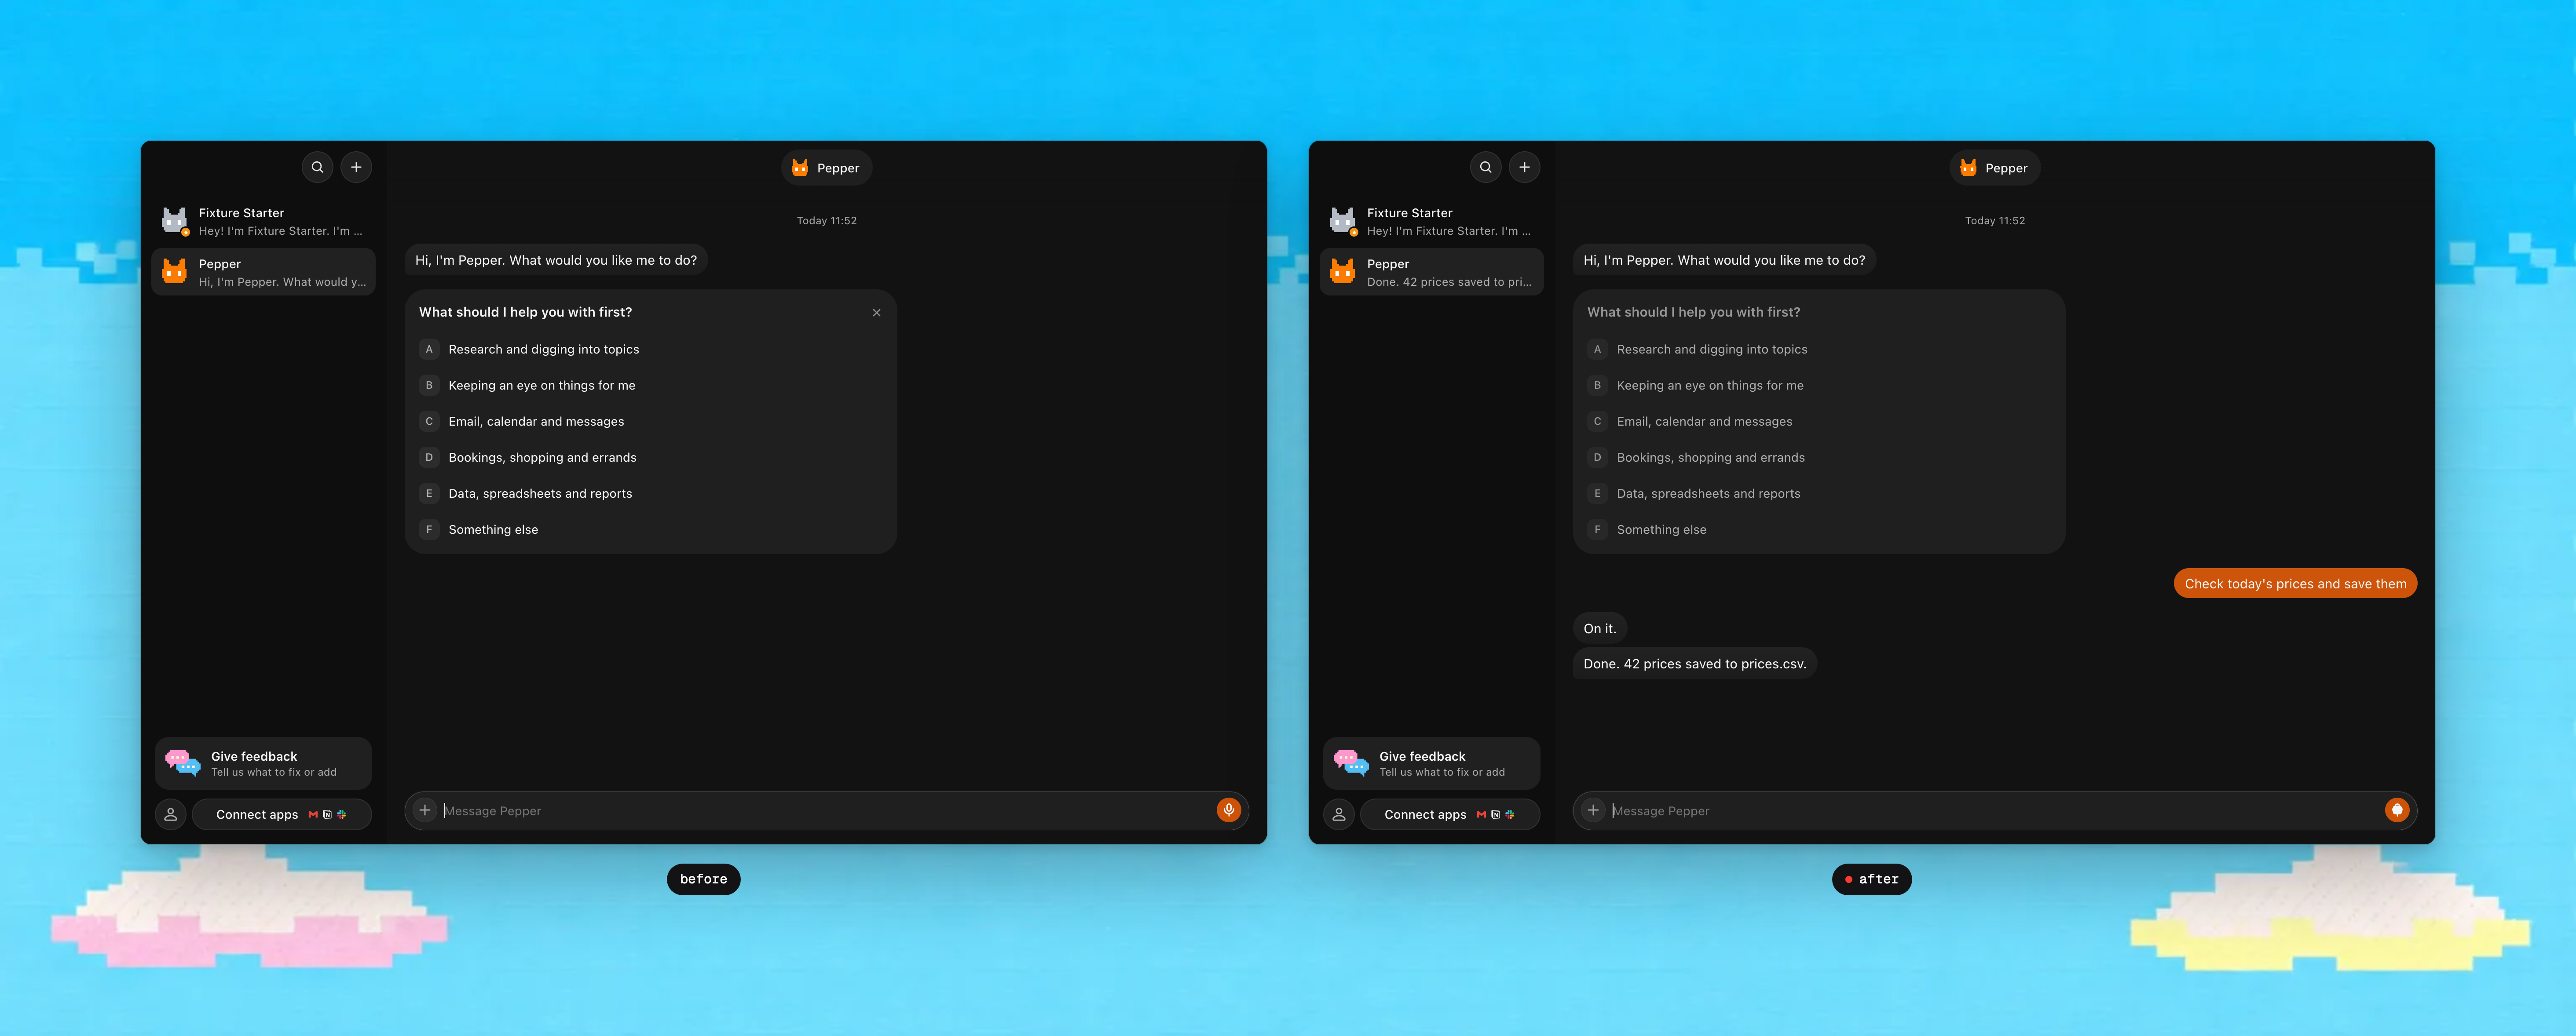 Pepper
Fixture Starter
Hey! I'm Fixture Starter. I'm ...
Pepper
Hi, I'm Pepper. What would y...
Today 11:52
Hi, I'm Pepper. What would you like me to do?
What should I help you with first?
A Research and digging into topics
B Keeping an eye on things for me
C Email, calendar and messages
D Bookings, shopping and errands
E Data, spreadsheets and reports
F Something else
Give feedback
Tell us what to fix or add
Connect apps
Message Pepper
before
Pepper
Fixture Starter
Hey! I'm Fixture Starter. I'm ...
Pepper
Done. 42 prices saved to pri...
Today 11:52
Hi, I'm Pepper. What would you like me to do?
What should I help you with first?
A Research and digging into topics
B Keeping an eye on things for me
C Email, calendar and messages
D Bookings, shopping and errands
E Data, spreadsheets and reports
F Something else
Check today's prices and save them
On it.
Done. 42 prices saved to prices.csv.
Give feedback
Tell us what to fix or add
Connect apps
Message Pepper
after